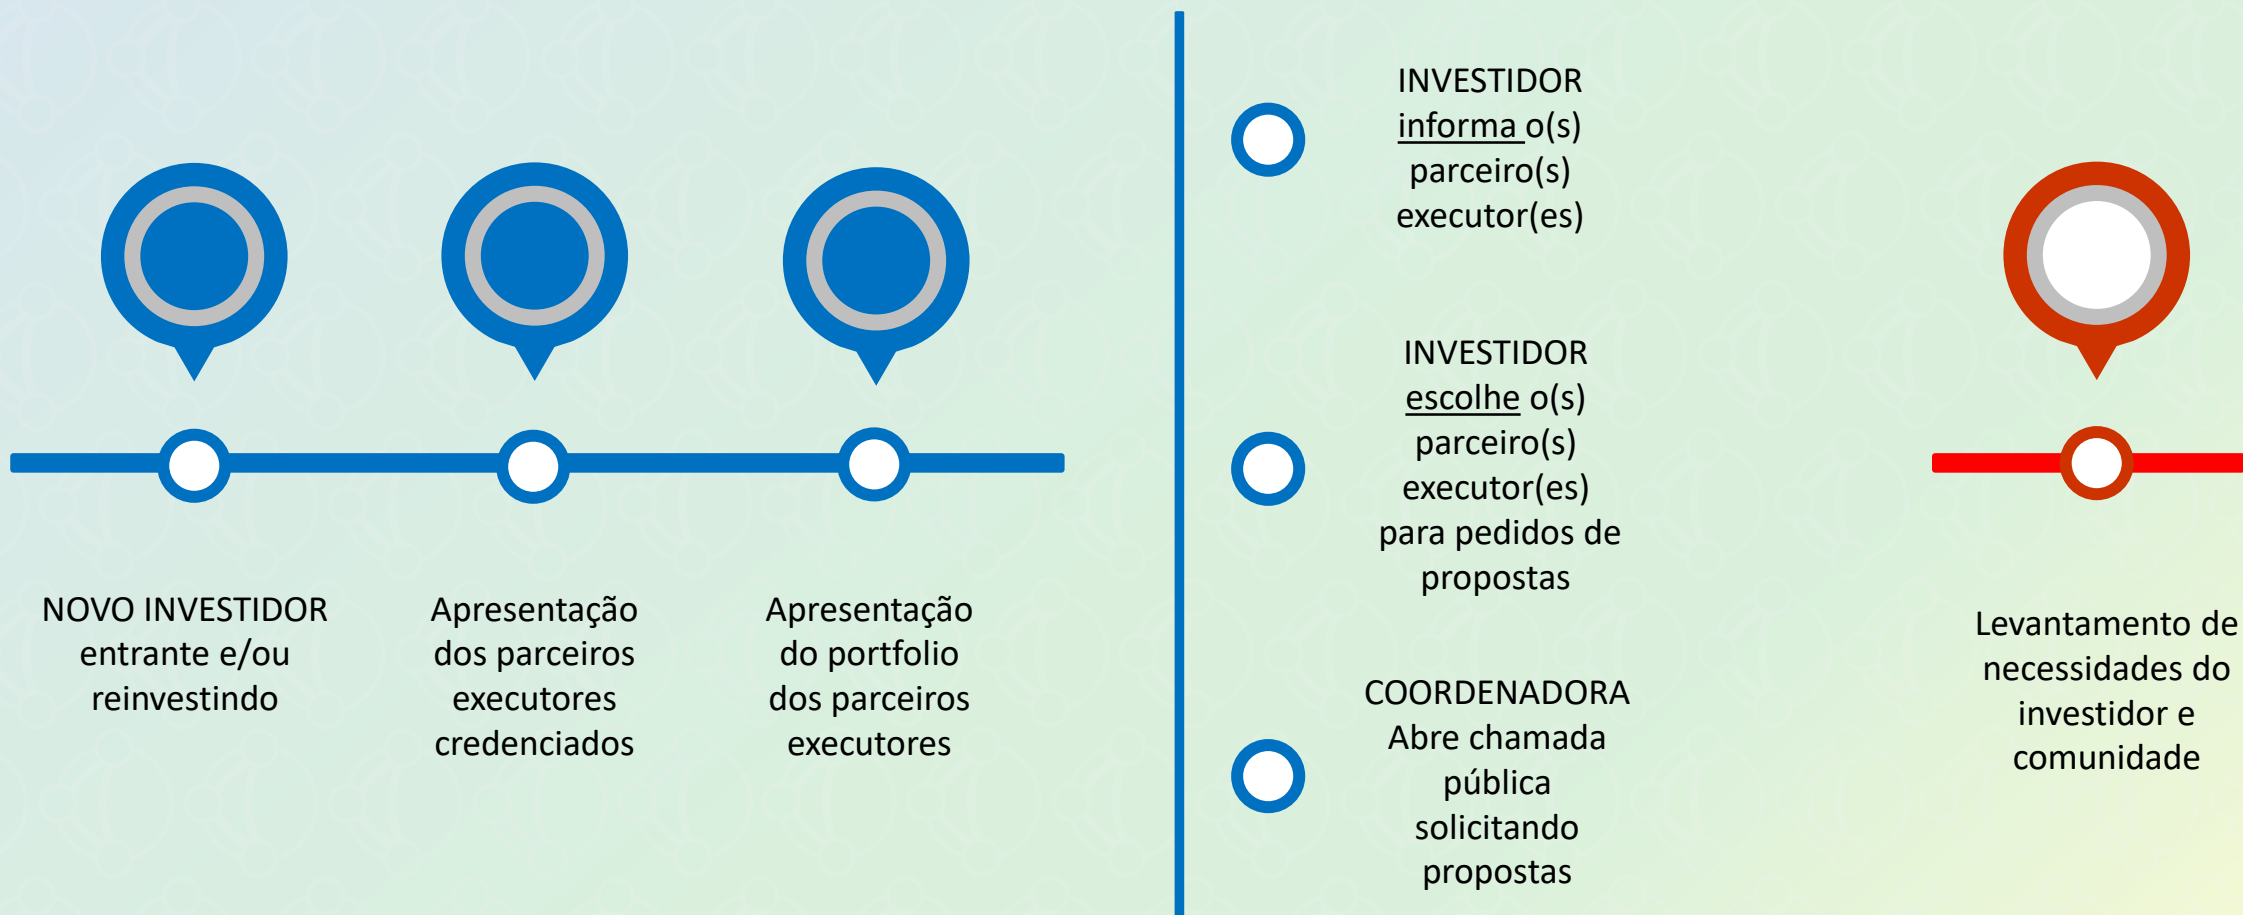 NOVO INVESTIDOR
entrante e/ou
reinvestindo
Apresentação
dos parceiros
executores
credenciados
Apresentação
do portfolio
dos parceiros
executores
INVESTIDOR
informa o(s)
parceiro(s)
executor(es)
INVESTIDOR
escolhe o(s)
parceiro(s)
executor(es)
para pedidos de
propostas
COORDENADORA
Abre chamada
pública
solicitando
propostas
Levantamento de
necessidades do
investidor e
comunidade